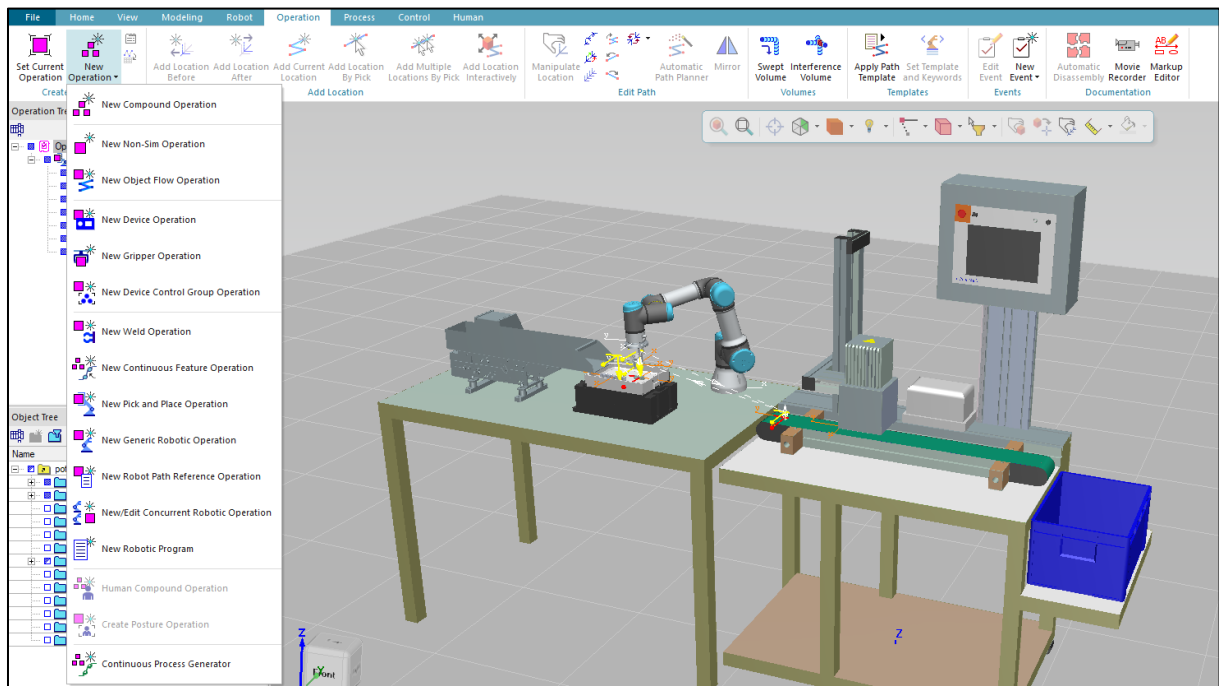 File Home View Modeling Robot Operation Process Control Human
Set Current Operation
New Operation
Add Location Before
Add Location After
Add Current Location
Add Location By Pick
Add Multiple Locations By Pick
Add Location Interactively
Manipulate Location
Automatic Path Planner
Mirror
Swept Volume
Interference Volume
Apply Path Template
Set Template and Keywords
Edit Event
New Event
Automatic Disassembly
Movie Recorder
Markup Editor
Add Location Edit Path Volumes Templates Events Documentation
New Compound Operation
New Non-Sim Operation
New Object Flow Operation
New Device Operation
New Gripper Operation
New Device Control Group Operation
New Weld Operation
New Continuous Feature Operation
New Pick and Place Operation
New Generic Robotic Operation
New Robot Path Reference Operation
New/Edit Concurrent Robotic Operation
New Robotic Program
Human Compound Operation
Create Posture Operation
Continuous Process Generator
Operation
Object Tree
Name
Z
Z
Front